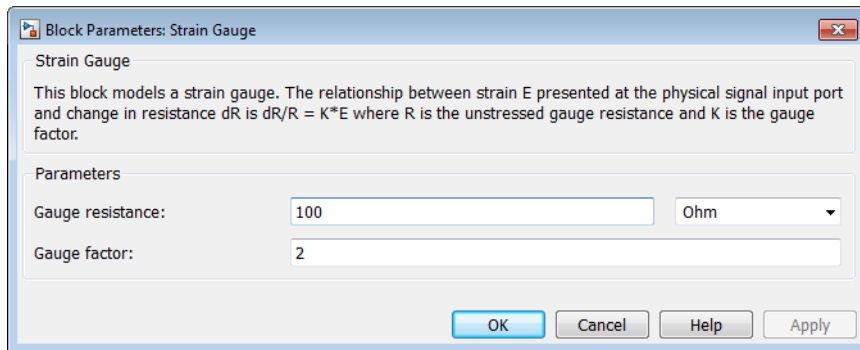 Block Parameters: Strain Gauge
Strain Gauge
This block models a strain gauge. The relationship between strain E presented at the physical signal input port
and change in resistance dR is dR/R = K*E where R is the unstressed gauge resistance and K is the gauge
factor.
Parameters
Gauge resistance: 100 Ohm
Gauge factor: 2
OK Cancel Help Apply